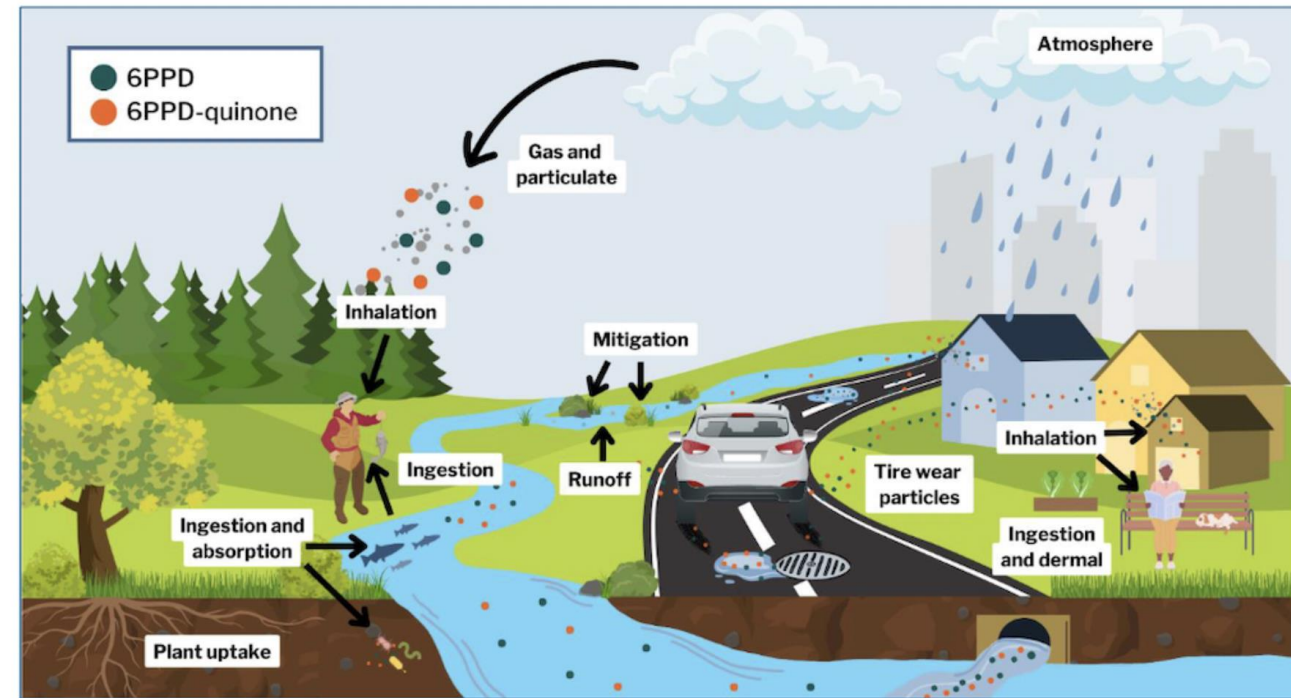 6PPD
6PPD-quinone
Atmosphere
Gas and
particulate
Inhalation
Mitigation
Ingestion
Runoff
Tire wear
particles
Inhalation
Ingestion and
absorption
Ingestion
and dermal
Plant uptake